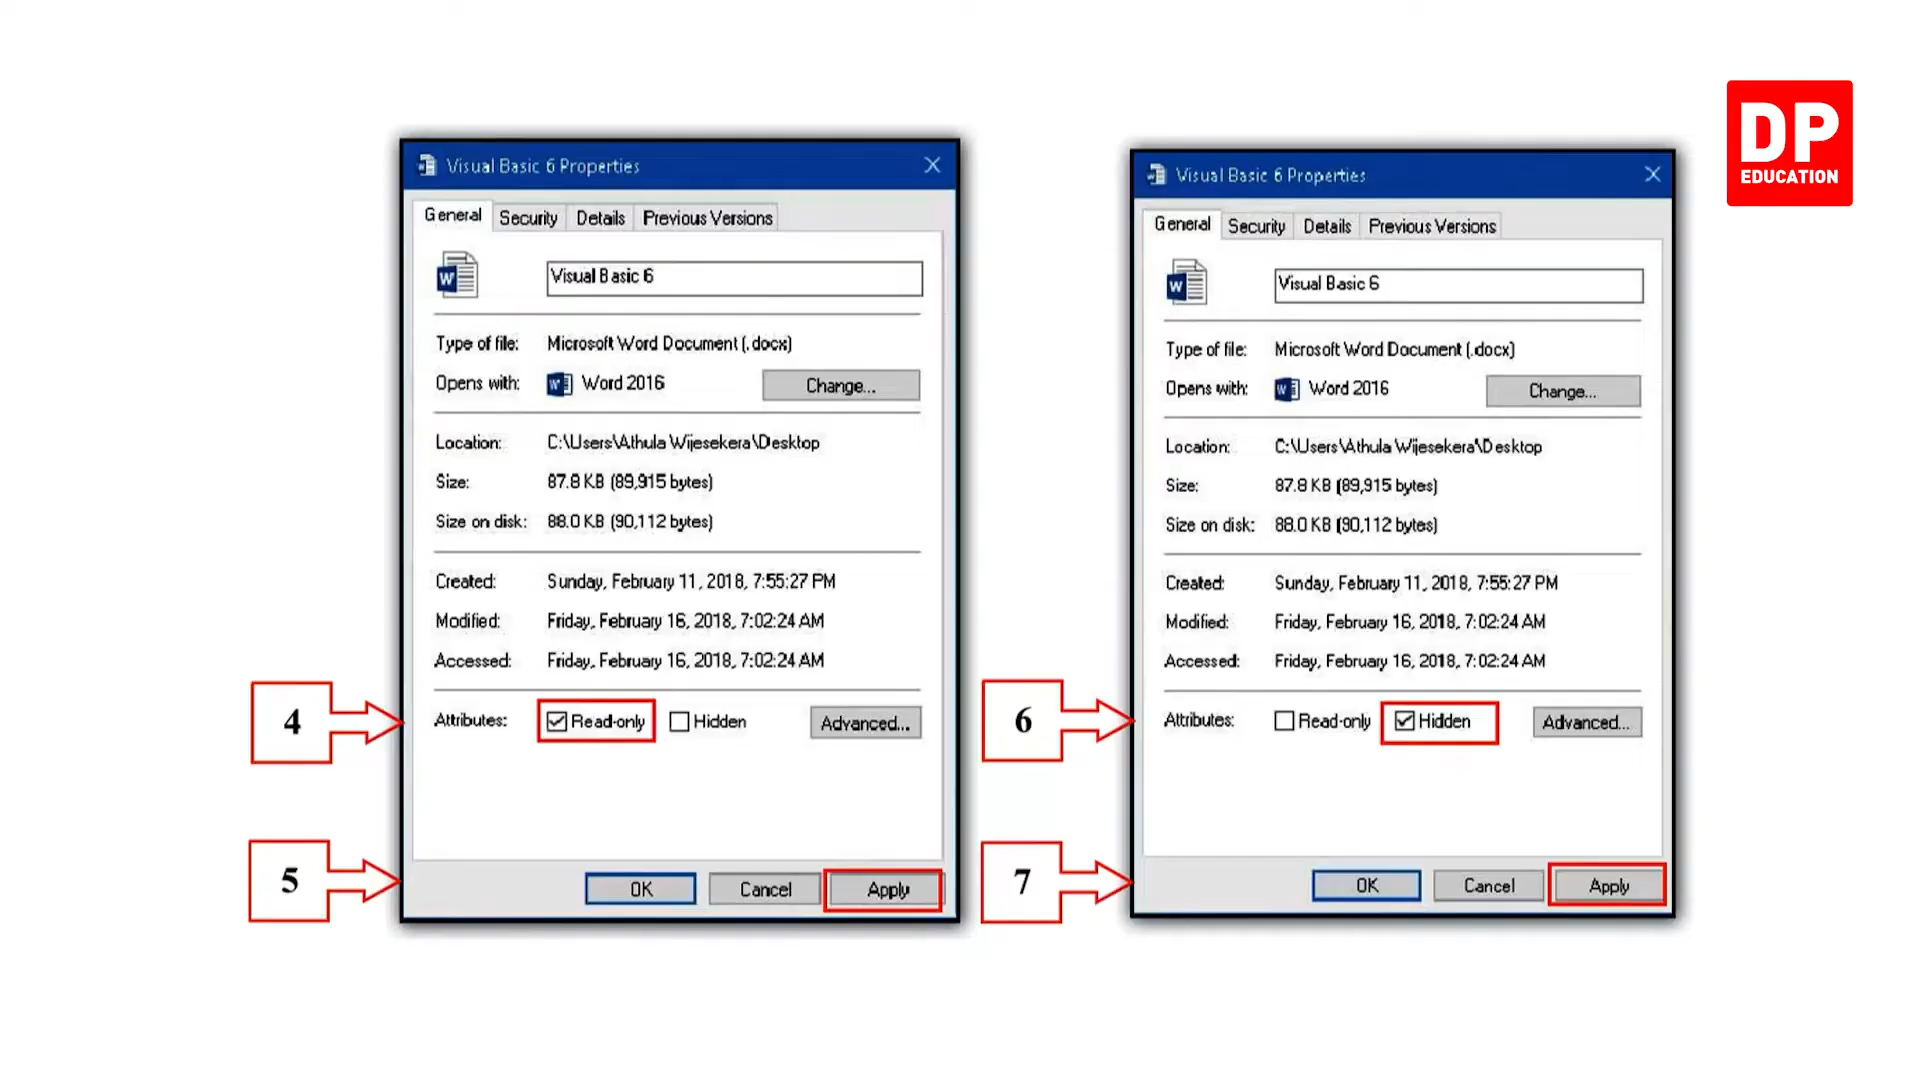 DP
EDUCATION
Visual Basic 6 Properties
General Security Details Previous Versions
Visual Basic 6
Type of file: Microsoft Word Document (.docx)
Opens with: Word 2016 Change...
Location: C:\Users\Athula Wijesekera\Desktop
Size: 87.8 KB (89,915 bytes)
Size on disk: 88.0 KB (90,112 bytes)
Created: Sunday, February 11, 2018, 7:55:27 PM
Modified: Friday, February 16, 2018, 7:02:24 AM
Accessed: Friday, February 16, 2018, 7:02:24 AM
4 Attributes: Read-only Hidden Advanced...
5 OK Cancel Apply
Visual Basic 6 Properties
General Security Details Previous Versions
Visual Basic 6
Type of file: Microsoft Word Document (.docx)
Opens with: Word 2016 Change...
Location: C:\Users\Athula Wijesekera\Desktop
Size: 87.8 KB (89,915 bytes)
Size on disk: 88.0 KB (90,112 bytes)
Created: Sunday, February 11, 2018, 7:55:27 PM
Modified: Friday, February 16, 2018, 7:02:24 AM
Accessed: Friday, February 16, 2018, 7:02:24 AM
6 Attributes: Read-only Hidden Advanced...
7 OK Cancel Apply